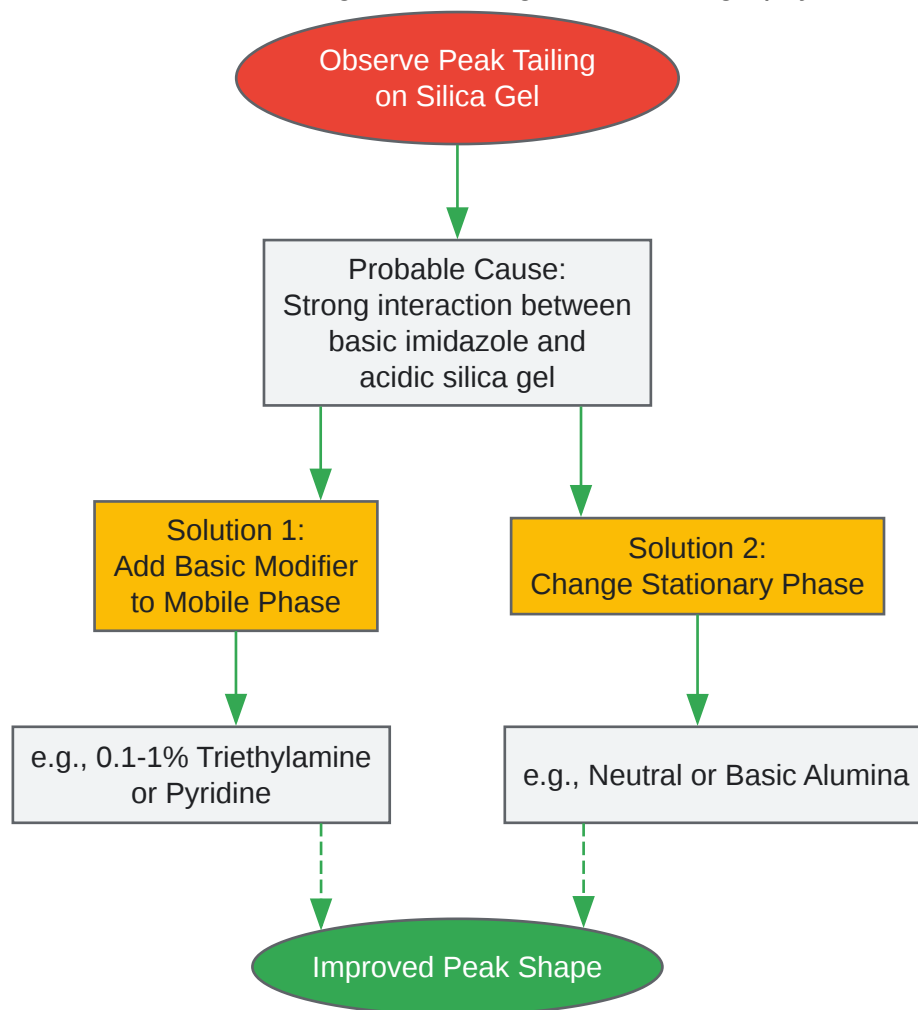 Observe Peak Tailing
on Silica Gel
Probable Cause:
Strong interaction between
basic imidazole and
acidic silica gel
Solution 1:
Add Basic Modifier
to Mobile Phase
Solution 2:
Change Stationary Phase
e.g., 0.1-1% Triethylamine
or Pyridine
e.g., Neutral or Basic Alumina
Improved Peak Shape